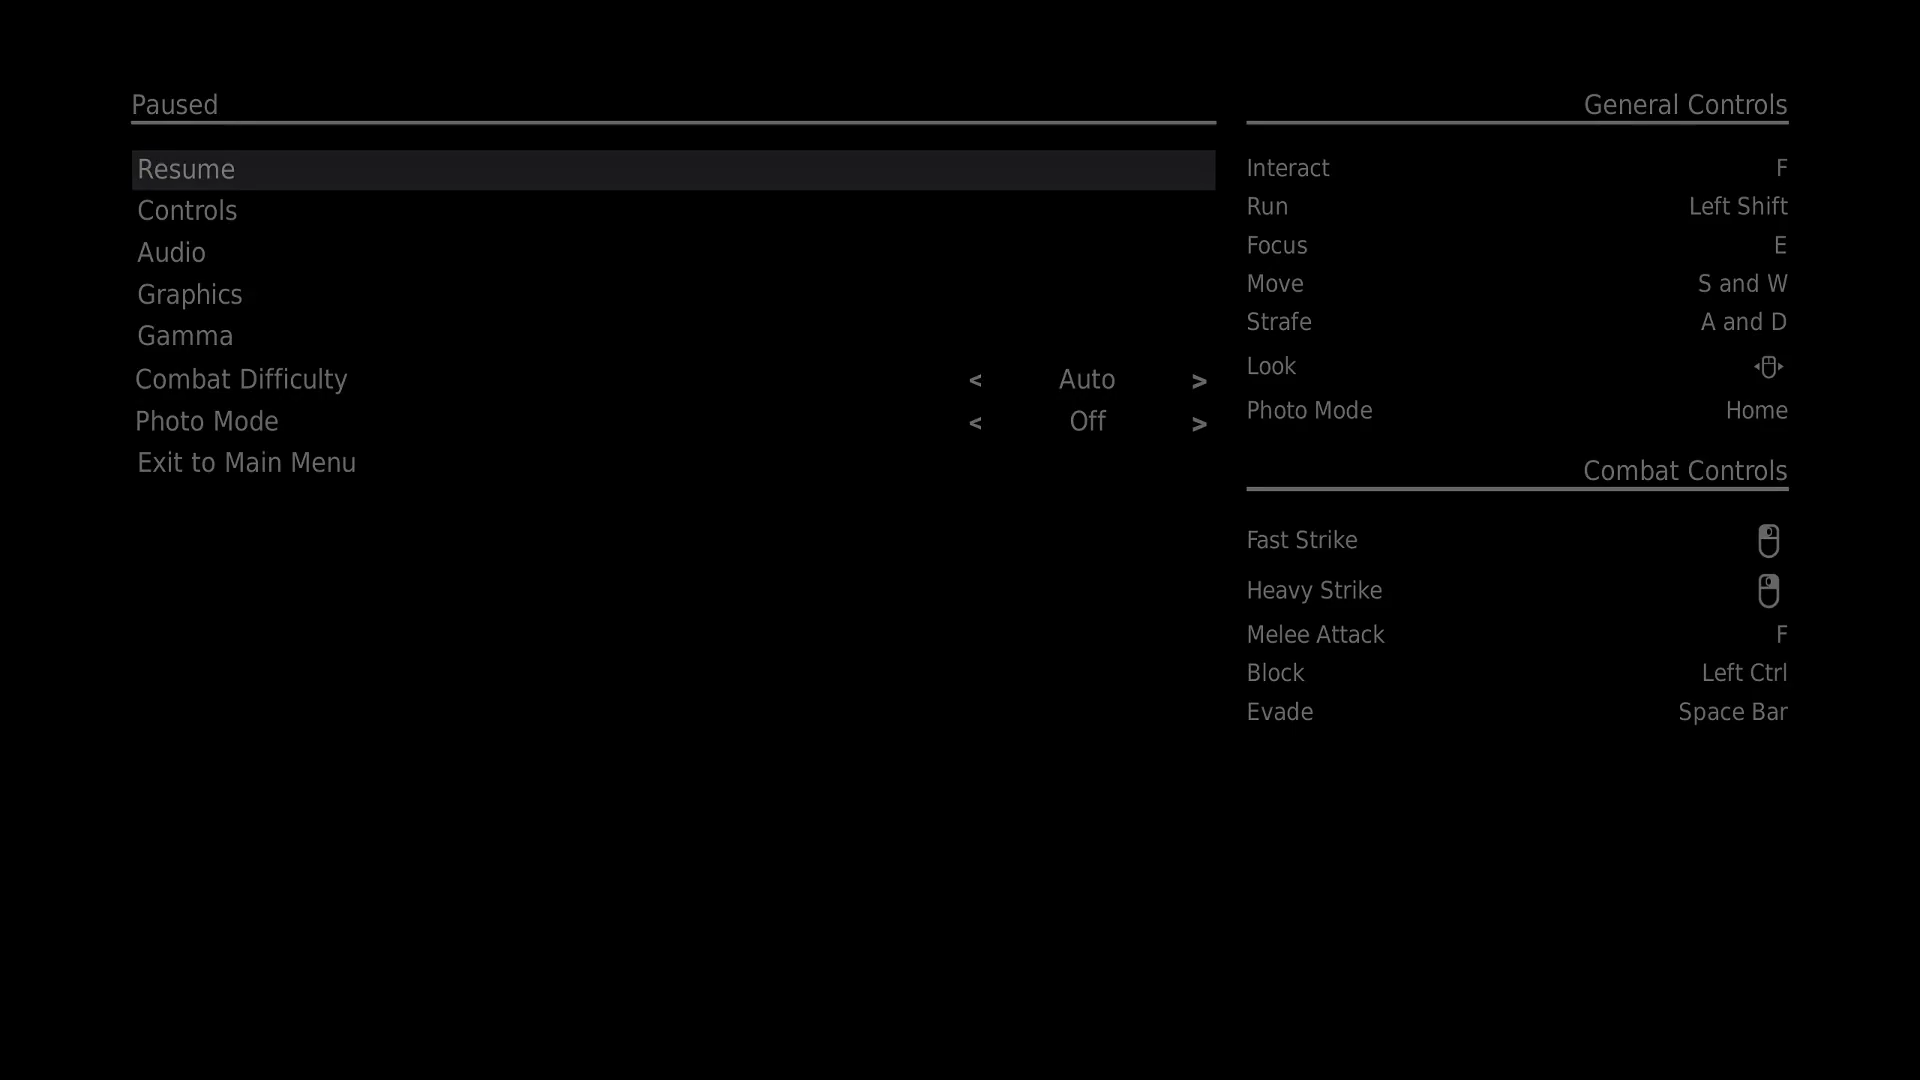 Paused
Resume
Controls
Audio
Graphics
Gamma
Combat Difficulty < Auto >
Photo Mode < Off >
Exit to Main Menu
General Controls
Interact F
Run Left Shift
Focus E
Move S and W
Strafe A and D
Look
Photo Mode Home
Combat Controls
Fast Strike
Heavy Strike
Melee Attack F
Block Left Ctrl
Evade Space Bar